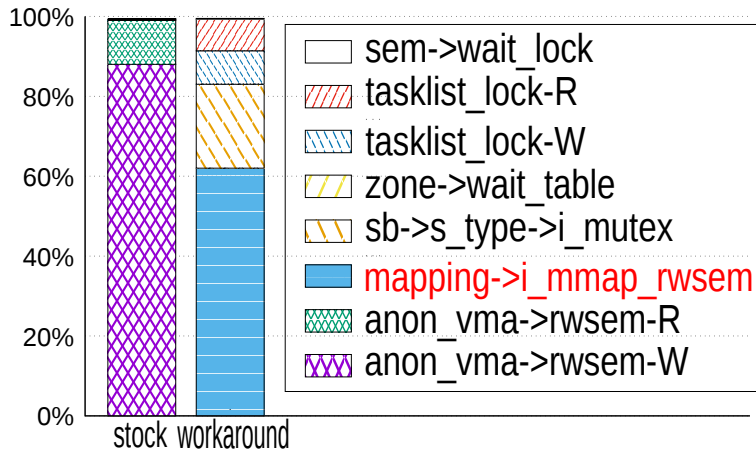 100%
80%
60%
40%
20%
0%
stock
workaround
sem->wait_lock
tasklist_lock-R
tasklist_lock-W
zone->wait_table
sb->s_type->i_mutex
mapping->i_mmap_rwsem
anon_vma->rwsem-R
anon_vma->rwsem-W